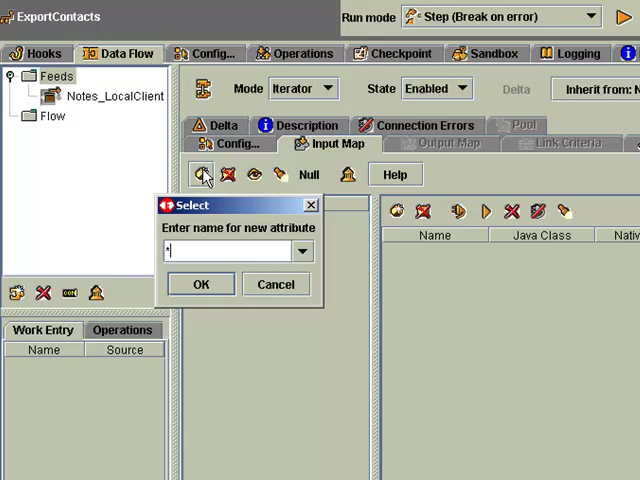 ExportContacts
Run mode
Step (Break on error)
Hooks
Data Flow
Config...
Operations
Checkpoint
Sandbox
Logging
Feeds
Notes_LocalClient
Flow
Mode
Iterator
State
Enabled
Delta
Inherit from: N
Delta
Description
Connection Errors
Pool
Config...
Input Map
Output Map
Link Criteria
Null
Help
Select
Enter name for new attribute
*
OK
Cancel
Name
Java Class
Nativ
Work Entry
Operations
Name
Source